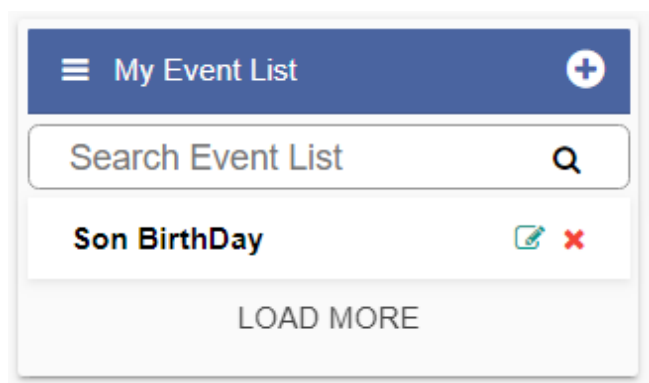 My Event List
Search Event List
Son BirthDay
LOAD MORE